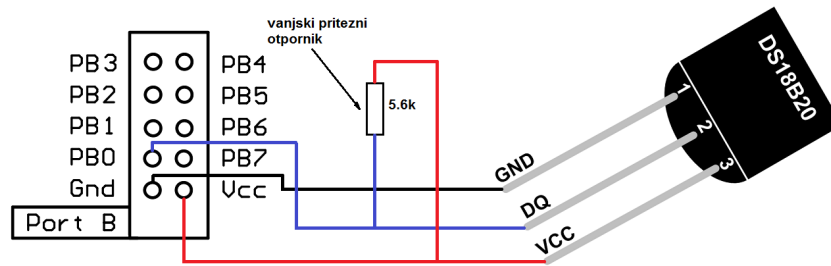 vanjski pritezni
otpornik
PB3
PB4
PB2
PB5
PB1
PB6
PB0
PB7
Gnd
Vcc
Port B
5.6k
DS18B20
1
2
3
GND
DQ
VCC